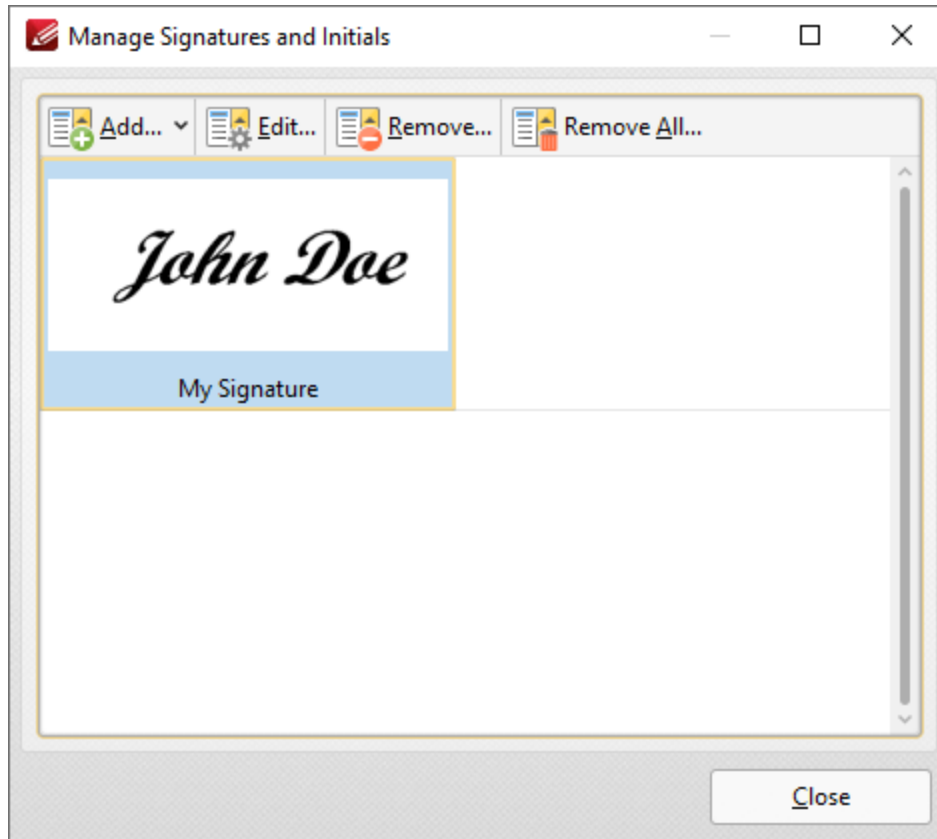 Manage Signatures and Initials
Add... Edit... Remove... Remove All...
John Doe
My Signature
Close